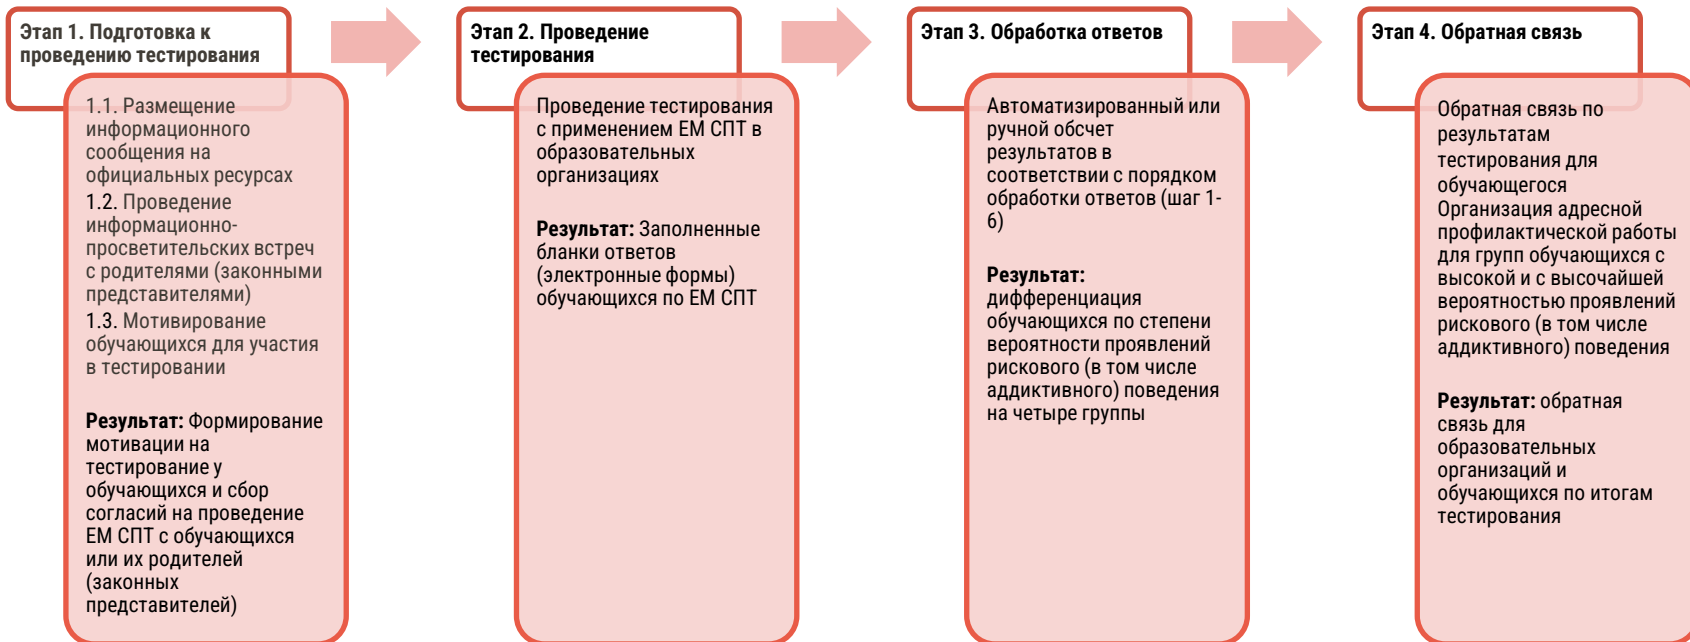 Этап 1. Подготовка к
проведению тестирования
1.1. Размещение
информационного
сообщения на
официальных ресурсах
1.2. Проведение
информационно-
просветительских встреч
с родителями (законными
представителями)
1.3. Мотивирование
обучающихся для участия
в тестировании
Результат: Формирование
мотивации на
тестирование у
обучающихся и сбор
согласий на проведение
ЕМ СПТ с обучающихся
или их родителей
(законных
представителей)
Этап 2. Проведение
тестирования
Проведение тестирования
с применением ЕМ СПТ в
образовательных
организациях
Результат: Заполненные
бланки ответов
(электронные формы)
обучающихся по ЕМ СПТ
Этап 3. Обработка ответов
Автоматизированный или
ручной обсчет
результатов в
соответствии с порядком
обработки ответов (шаг 1-
6)
Результат:
дифференциация
обучающихся по степени
вероятности проявлений
рискового (в том числе
аддиктивного) поведения
на четыре группы
Этап 4. Обратная связь
Обратная связь по
результатам
тестирования для
обучающегося
Организация адресной
профилактической работы
для групп обучающихся с
высокой и с высочайшей
вероятностью проявлений
рискового (в том числе
аддиктивного) поведения
Результат: обратная
связь для
образовательных
организаций и
обучающихся по итогам
тестирования